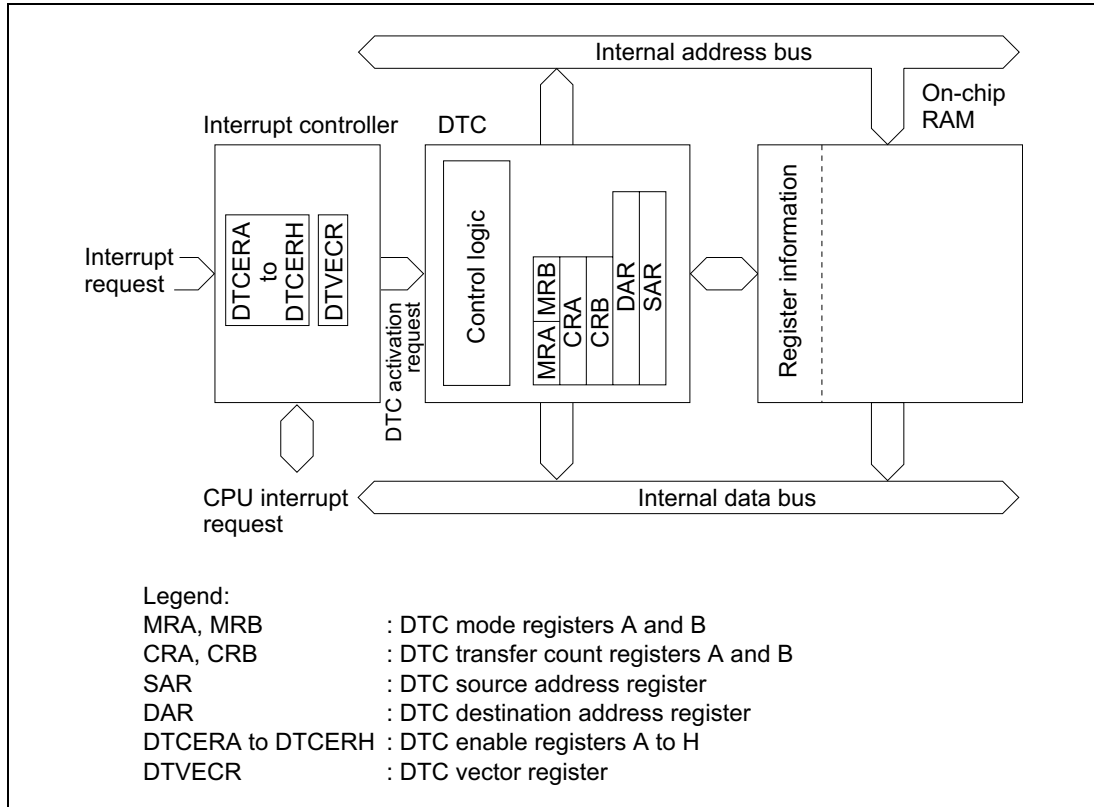 Internal address bus
On-chip
RAM
Interrupt controller
DTC
Interrupt
request
DTCERA
to
DTCERH
DTVECR
DTC activation
request
Control logic
MRA MRB
CRA
CRB
DAR
SAR
Register information
CPU interrupt
request
Internal data bus
Legend:
MRA, MRB : DTC mode registers A and B
CRA, CRB : DTC transfer count registers A and B
SAR : DTC source address register
DAR : DTC destination address register
DTCERA to DTCERH : DTC enable registers A to H
DTVECR : DTC vector register